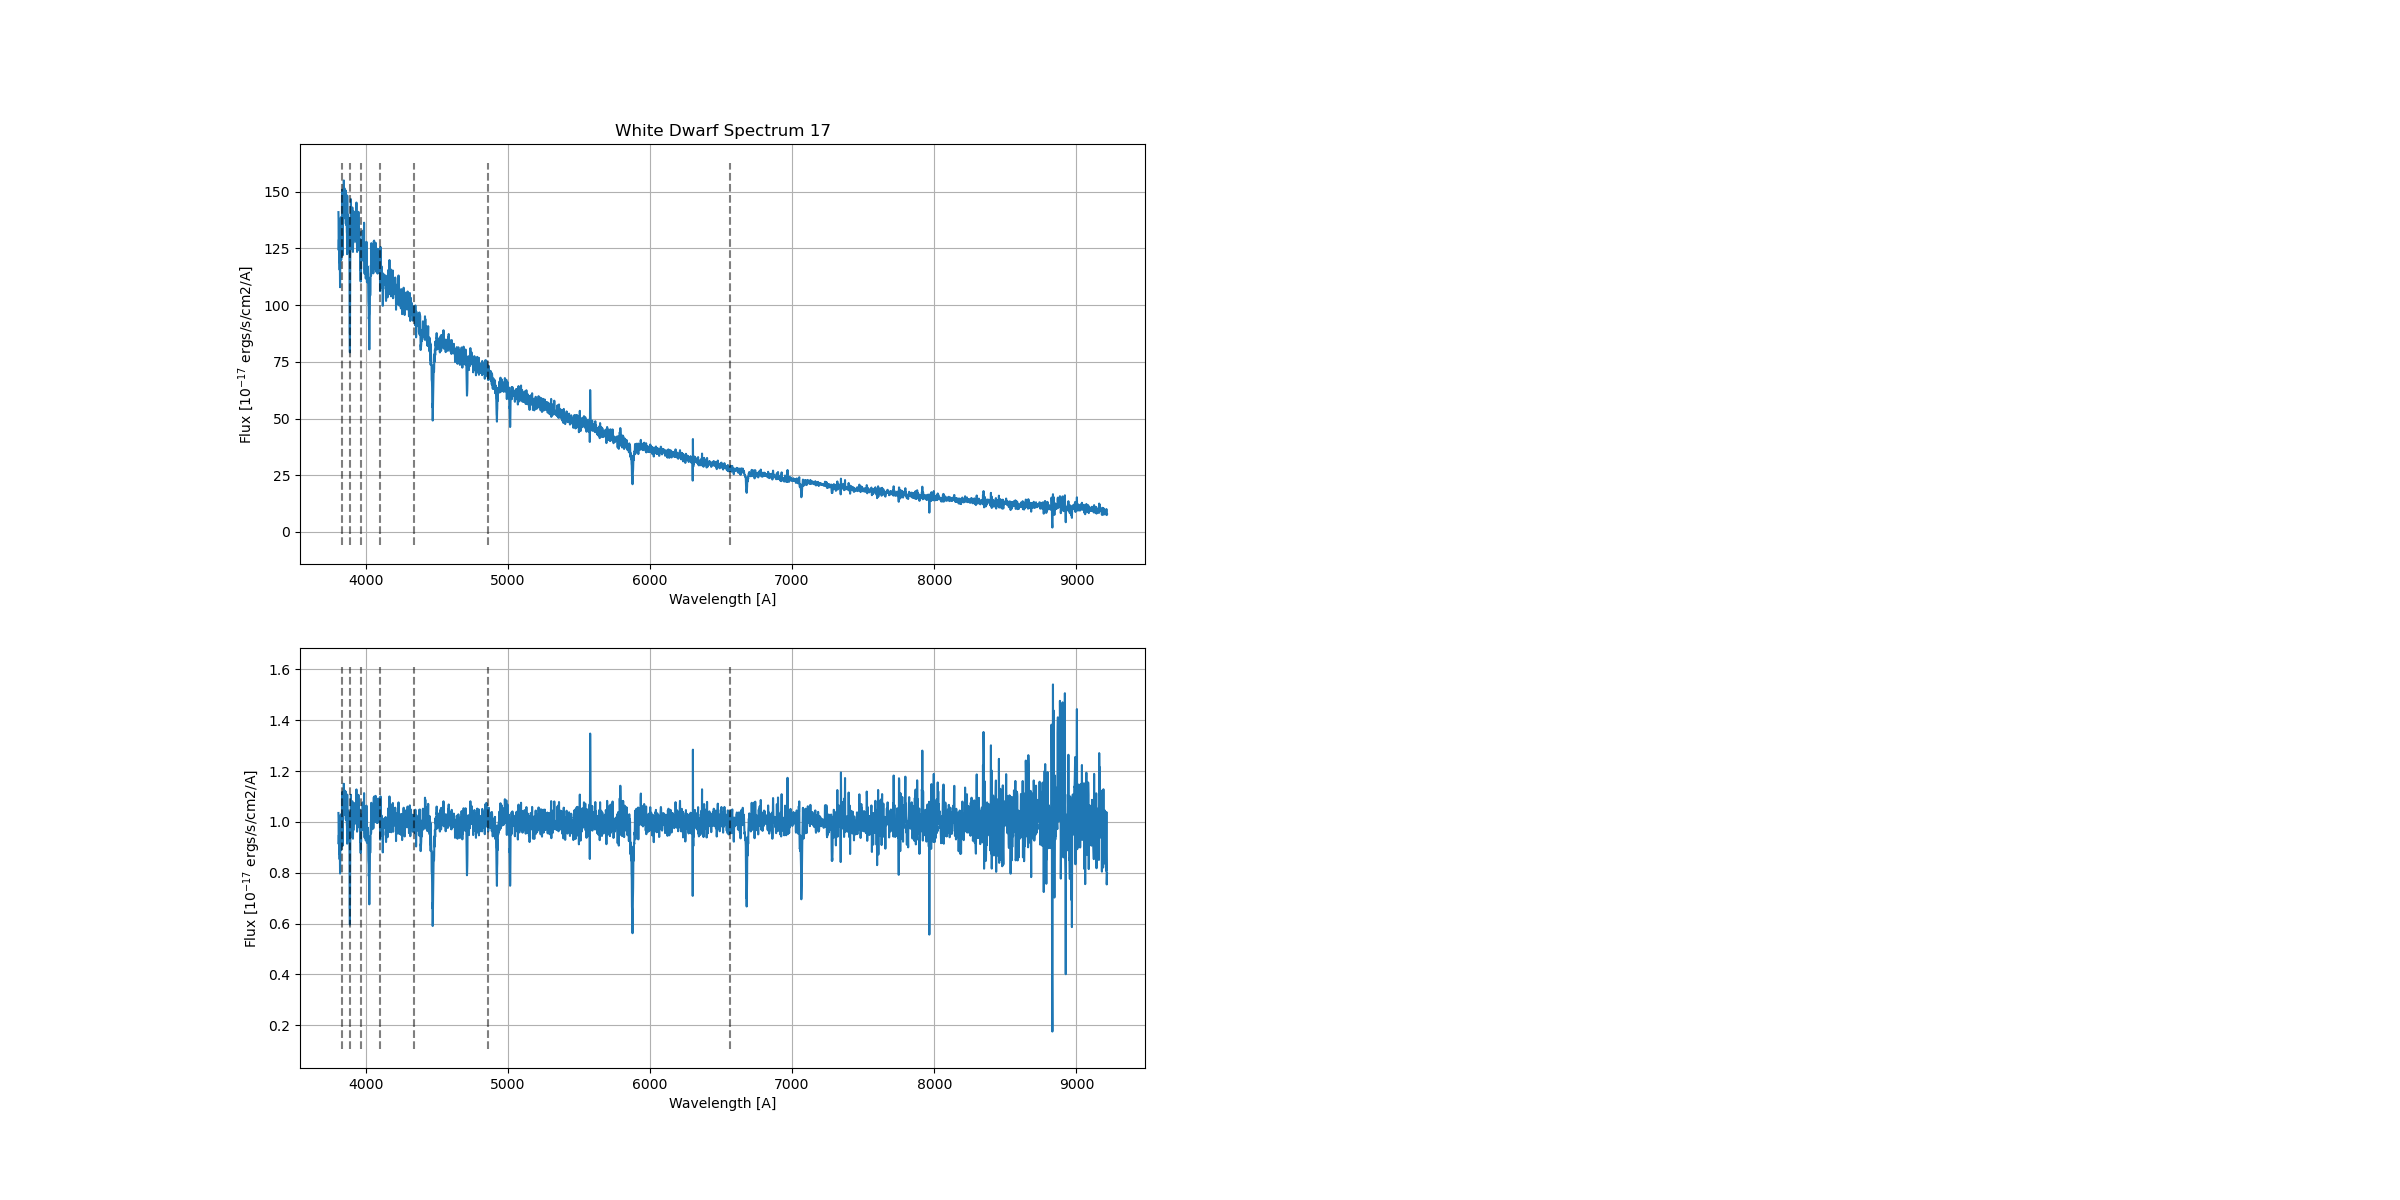 White Dwarf Spectrum 17
Flux [10^-17 ergs/s/cm2/A]
150
125
100
75
50
25
0
4000 5000 6000 7000 8000 9000
Wavelength [A]
Flux [10^-17 ergs/s/cm2/A]
1.6
1.4
1.2
1.0
0.8
0.6
0.4
0.2
4000 5000 6000 7000 8000 9000
Wavelength [A]